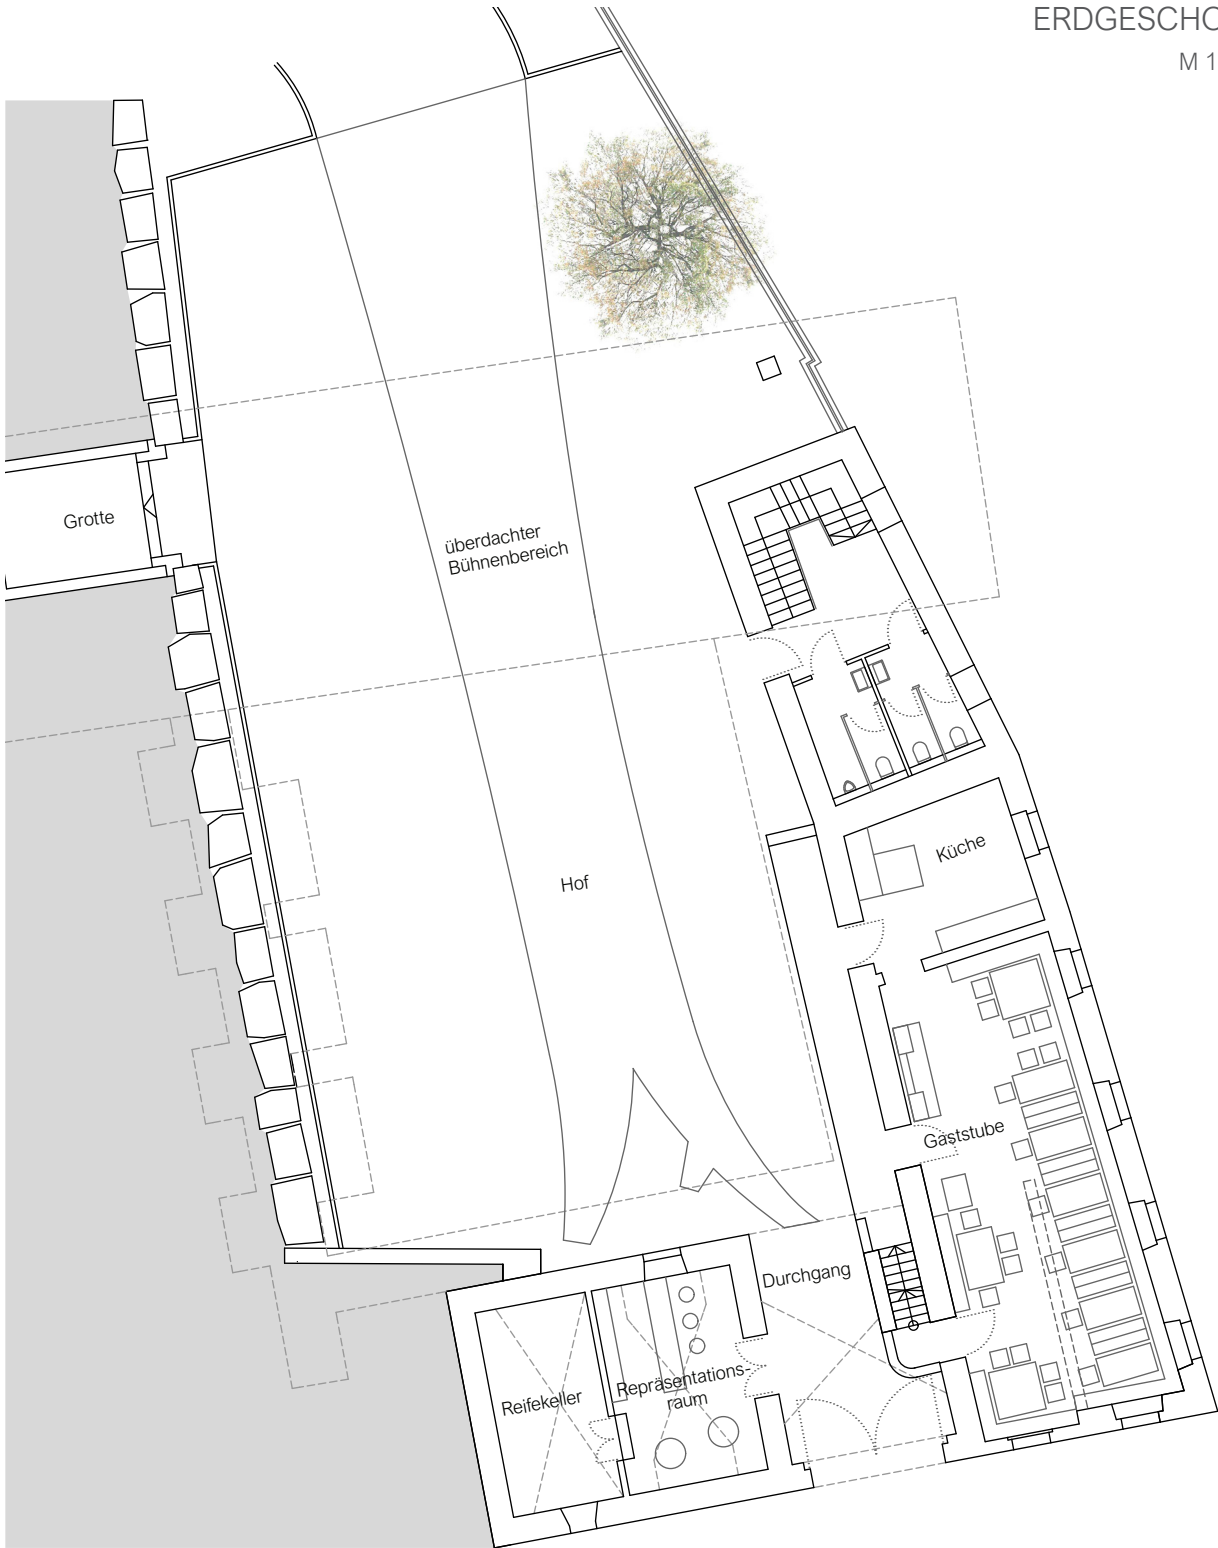 ERDGESCHO
M 1
Grotte
überdachter
Bühnenbereich
Hof
Küche
Gaststube
Durchgang
Repräsentations-
raum
Reifekeller